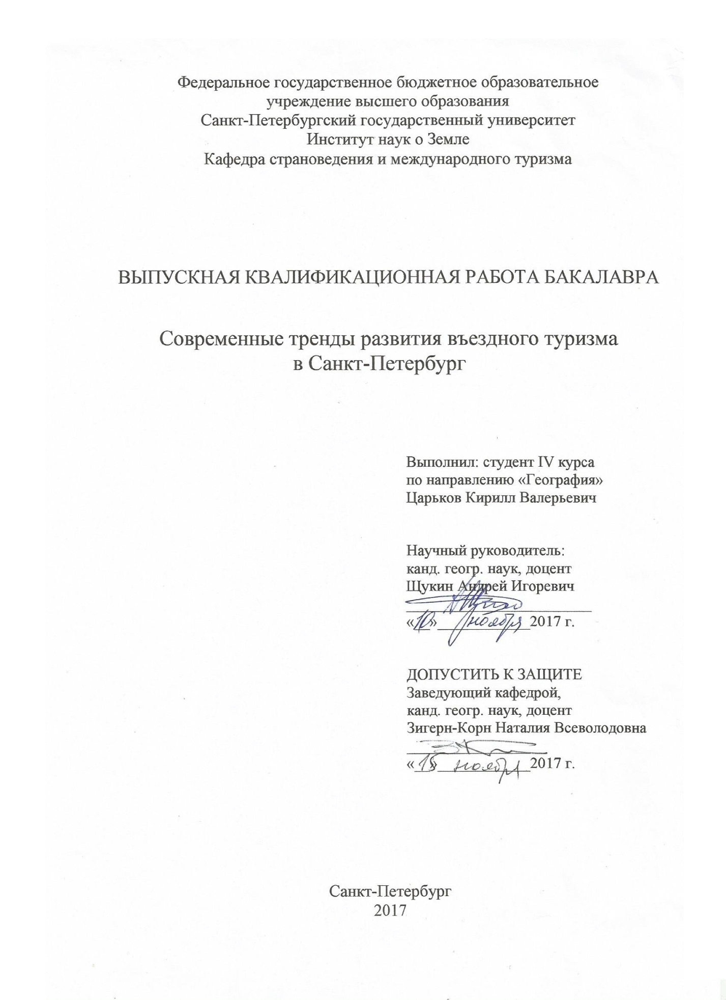 Федеральное государственное бюджетное образовательное
учреждение высшего образования
Санкт-Петербургский государственный университет
Институт наук о Земле
Кафедра страноведения и международного туризма
ВЫПУСКНАЯ КВАЛИФИКАЦИОННАЯ РАБОТА БАКАЛАВРА
Современные тренды развития въездного туризма
в Санкт-Петербург
Выполнил: студент IV курса
по направлению «География»
Царьков Кирилл Валерьевич
Научный руководитель:
канд. геогр. наук, доцент
Щукин Андрей Игоревич
«10» ноября 2017 г.
ДОПУСТИТЬ К ЗАЩИТЕ
Заведующий кафедрой,
канд. геогр. наук, доцент
Зигерн-Корн Наталия Всеволодовна
«15» ноября 2017 г.
Санкт-Петербург
2017